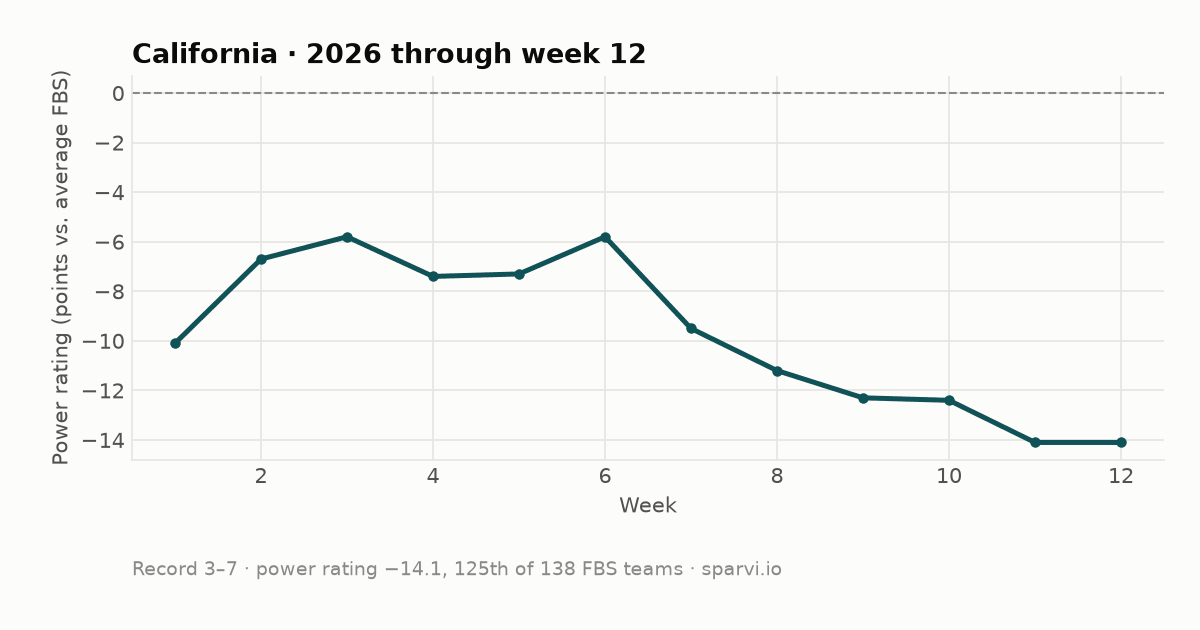 California · 2026 through week 12
Power rating (points vs. average FBS)
0
−2
−4
−6
−8
−10
−12
−14
2 4 6 8 10 12
Week
Record 3–7 · power rating −14.1, 125th of 138 FBS teams · sparvi.io